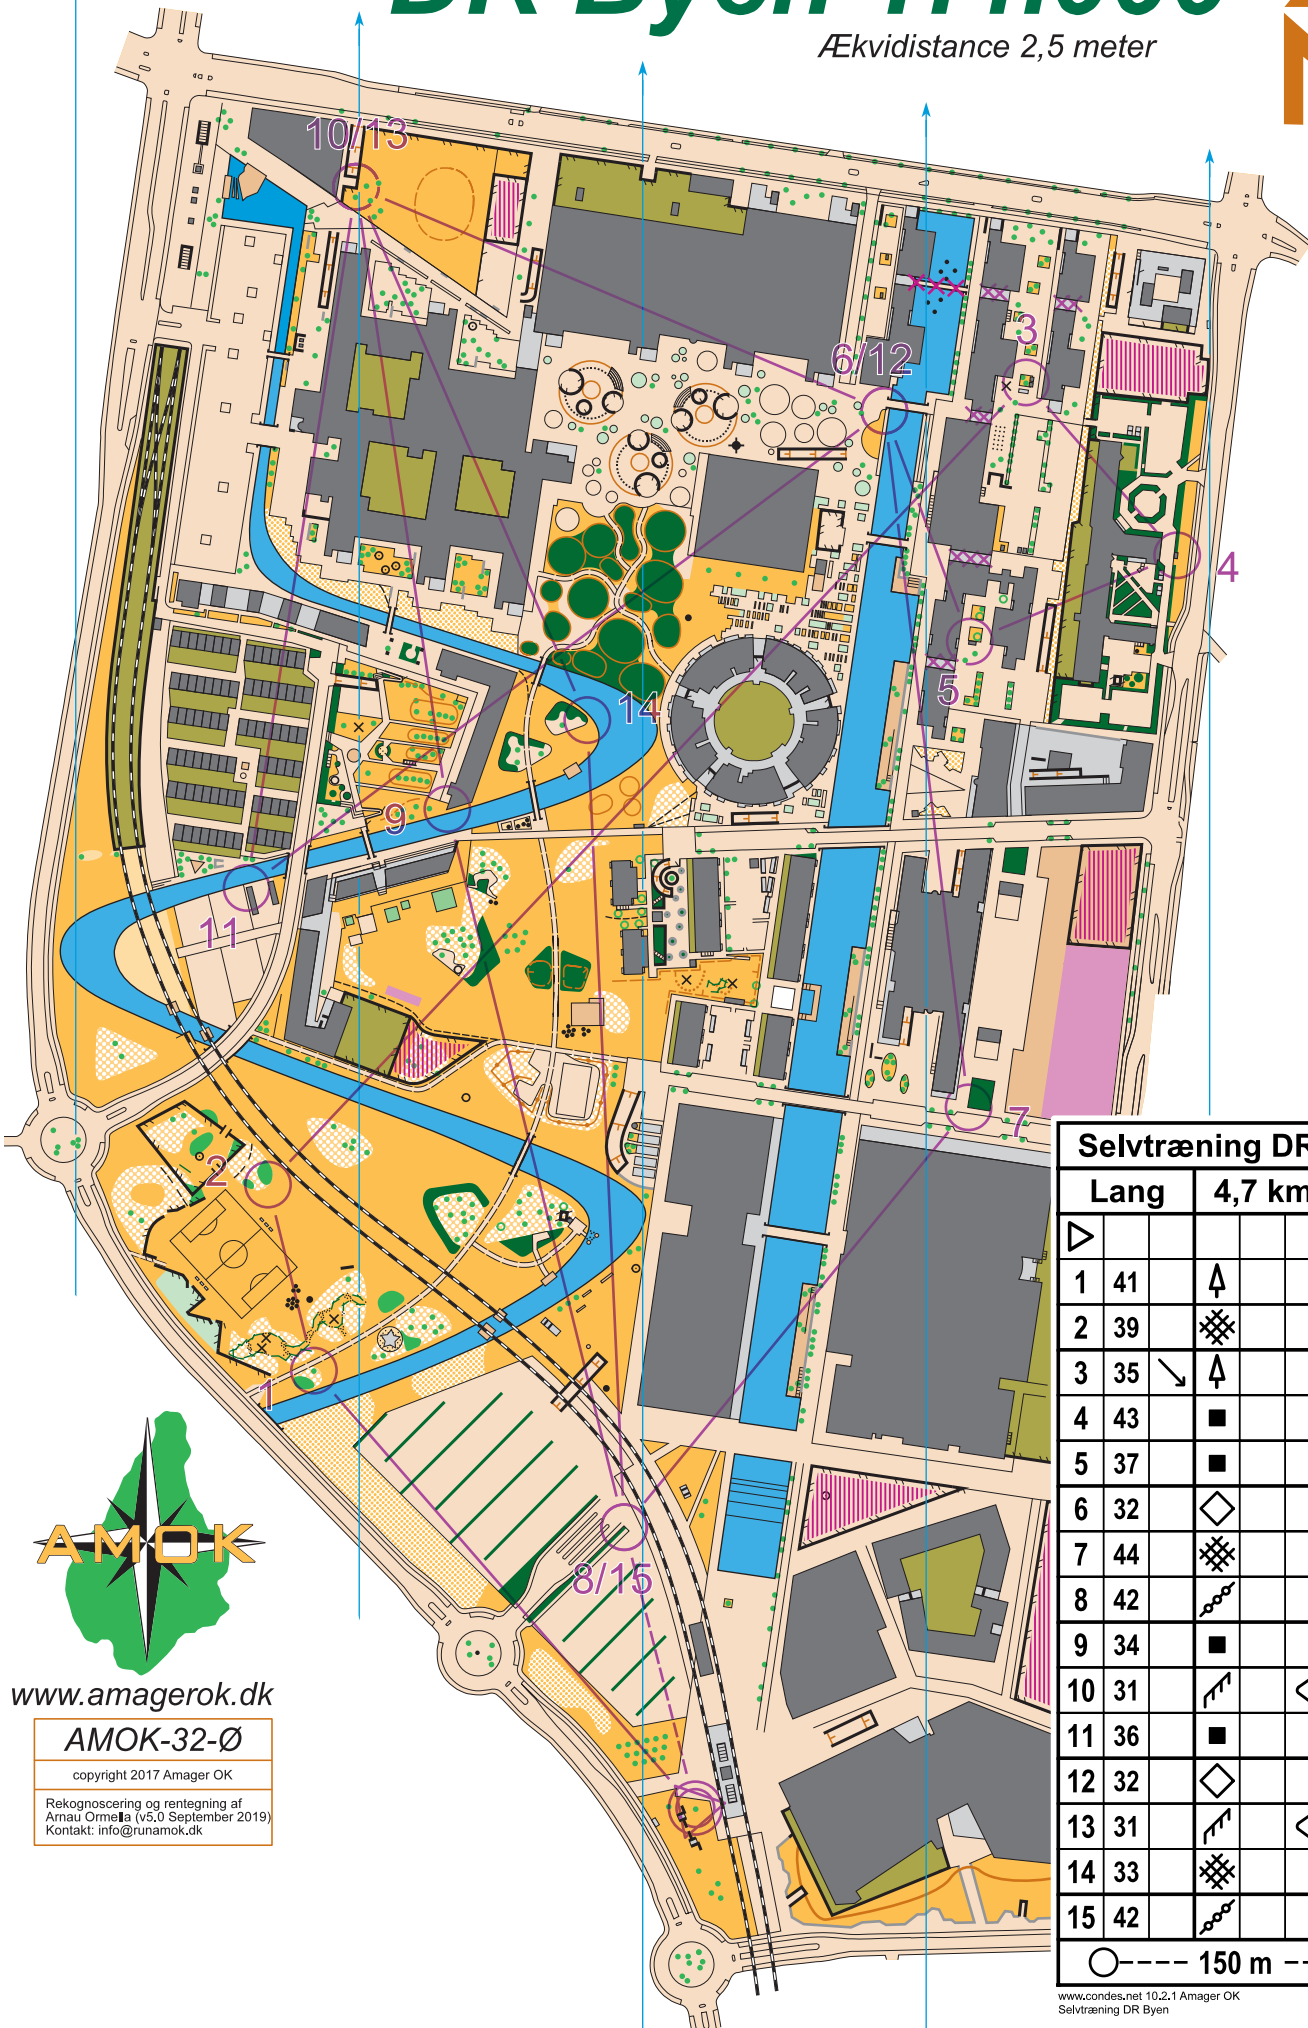 Ækvidistance 2,5 meter
10/13
3
6/12
4
5
14
9
11
7
2
1
8/15
AMOK
www.amagerok.dk
AMOK-32-Ø
copyright 2017 Amager OK
Rekognoscering og rentegning af
Arnau Ormella (v5.0 September 2019)
Kontakt: info@runamok.dk
Selvtræning DR
Lang 4,7 km
1 41
2 39
3 35
4 43
5 37
6 32
7 44
8 42
9 34
10 31
11 36
12 32
13 31
14 33
15 42
150 m
www.condes.net 10.2.1 Amager OK
Selvtræning DR Byen